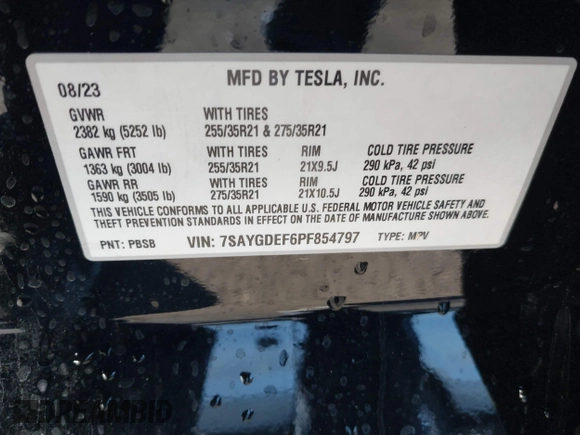 08/23 MFD BY TESLA, INC.
GVWR WITH TIRES
2382 kg (5252 lb) 255/35R21 & 275/35R21
GAWR FRT WITH TIRES RIM COLD TIRE PRESSURE
1363 kg (3004 lb) 255/35R21 21X9.5J 290 kPa, 42 psi
GAWR RR WITH TIRES RIM COLD TIRE PRESSURE
1590 kg (3505 lb) 275/35R21 21X10.5J 290 kPa, 42 psi
THIS VEHICLE CONFORMS TO ALL APPLICABLE U.S. FEDERAL MOTOR VEHICLE SAFETY AND
THEFT PREVENTION STANDARDS IN EFFECT ON THE DATE OF MANUFACTURE SHOWN ABOVE.
PNT: PBSB VIN: 7SAYGDEF6PF854797 TYPE: MPV
DREAMBID